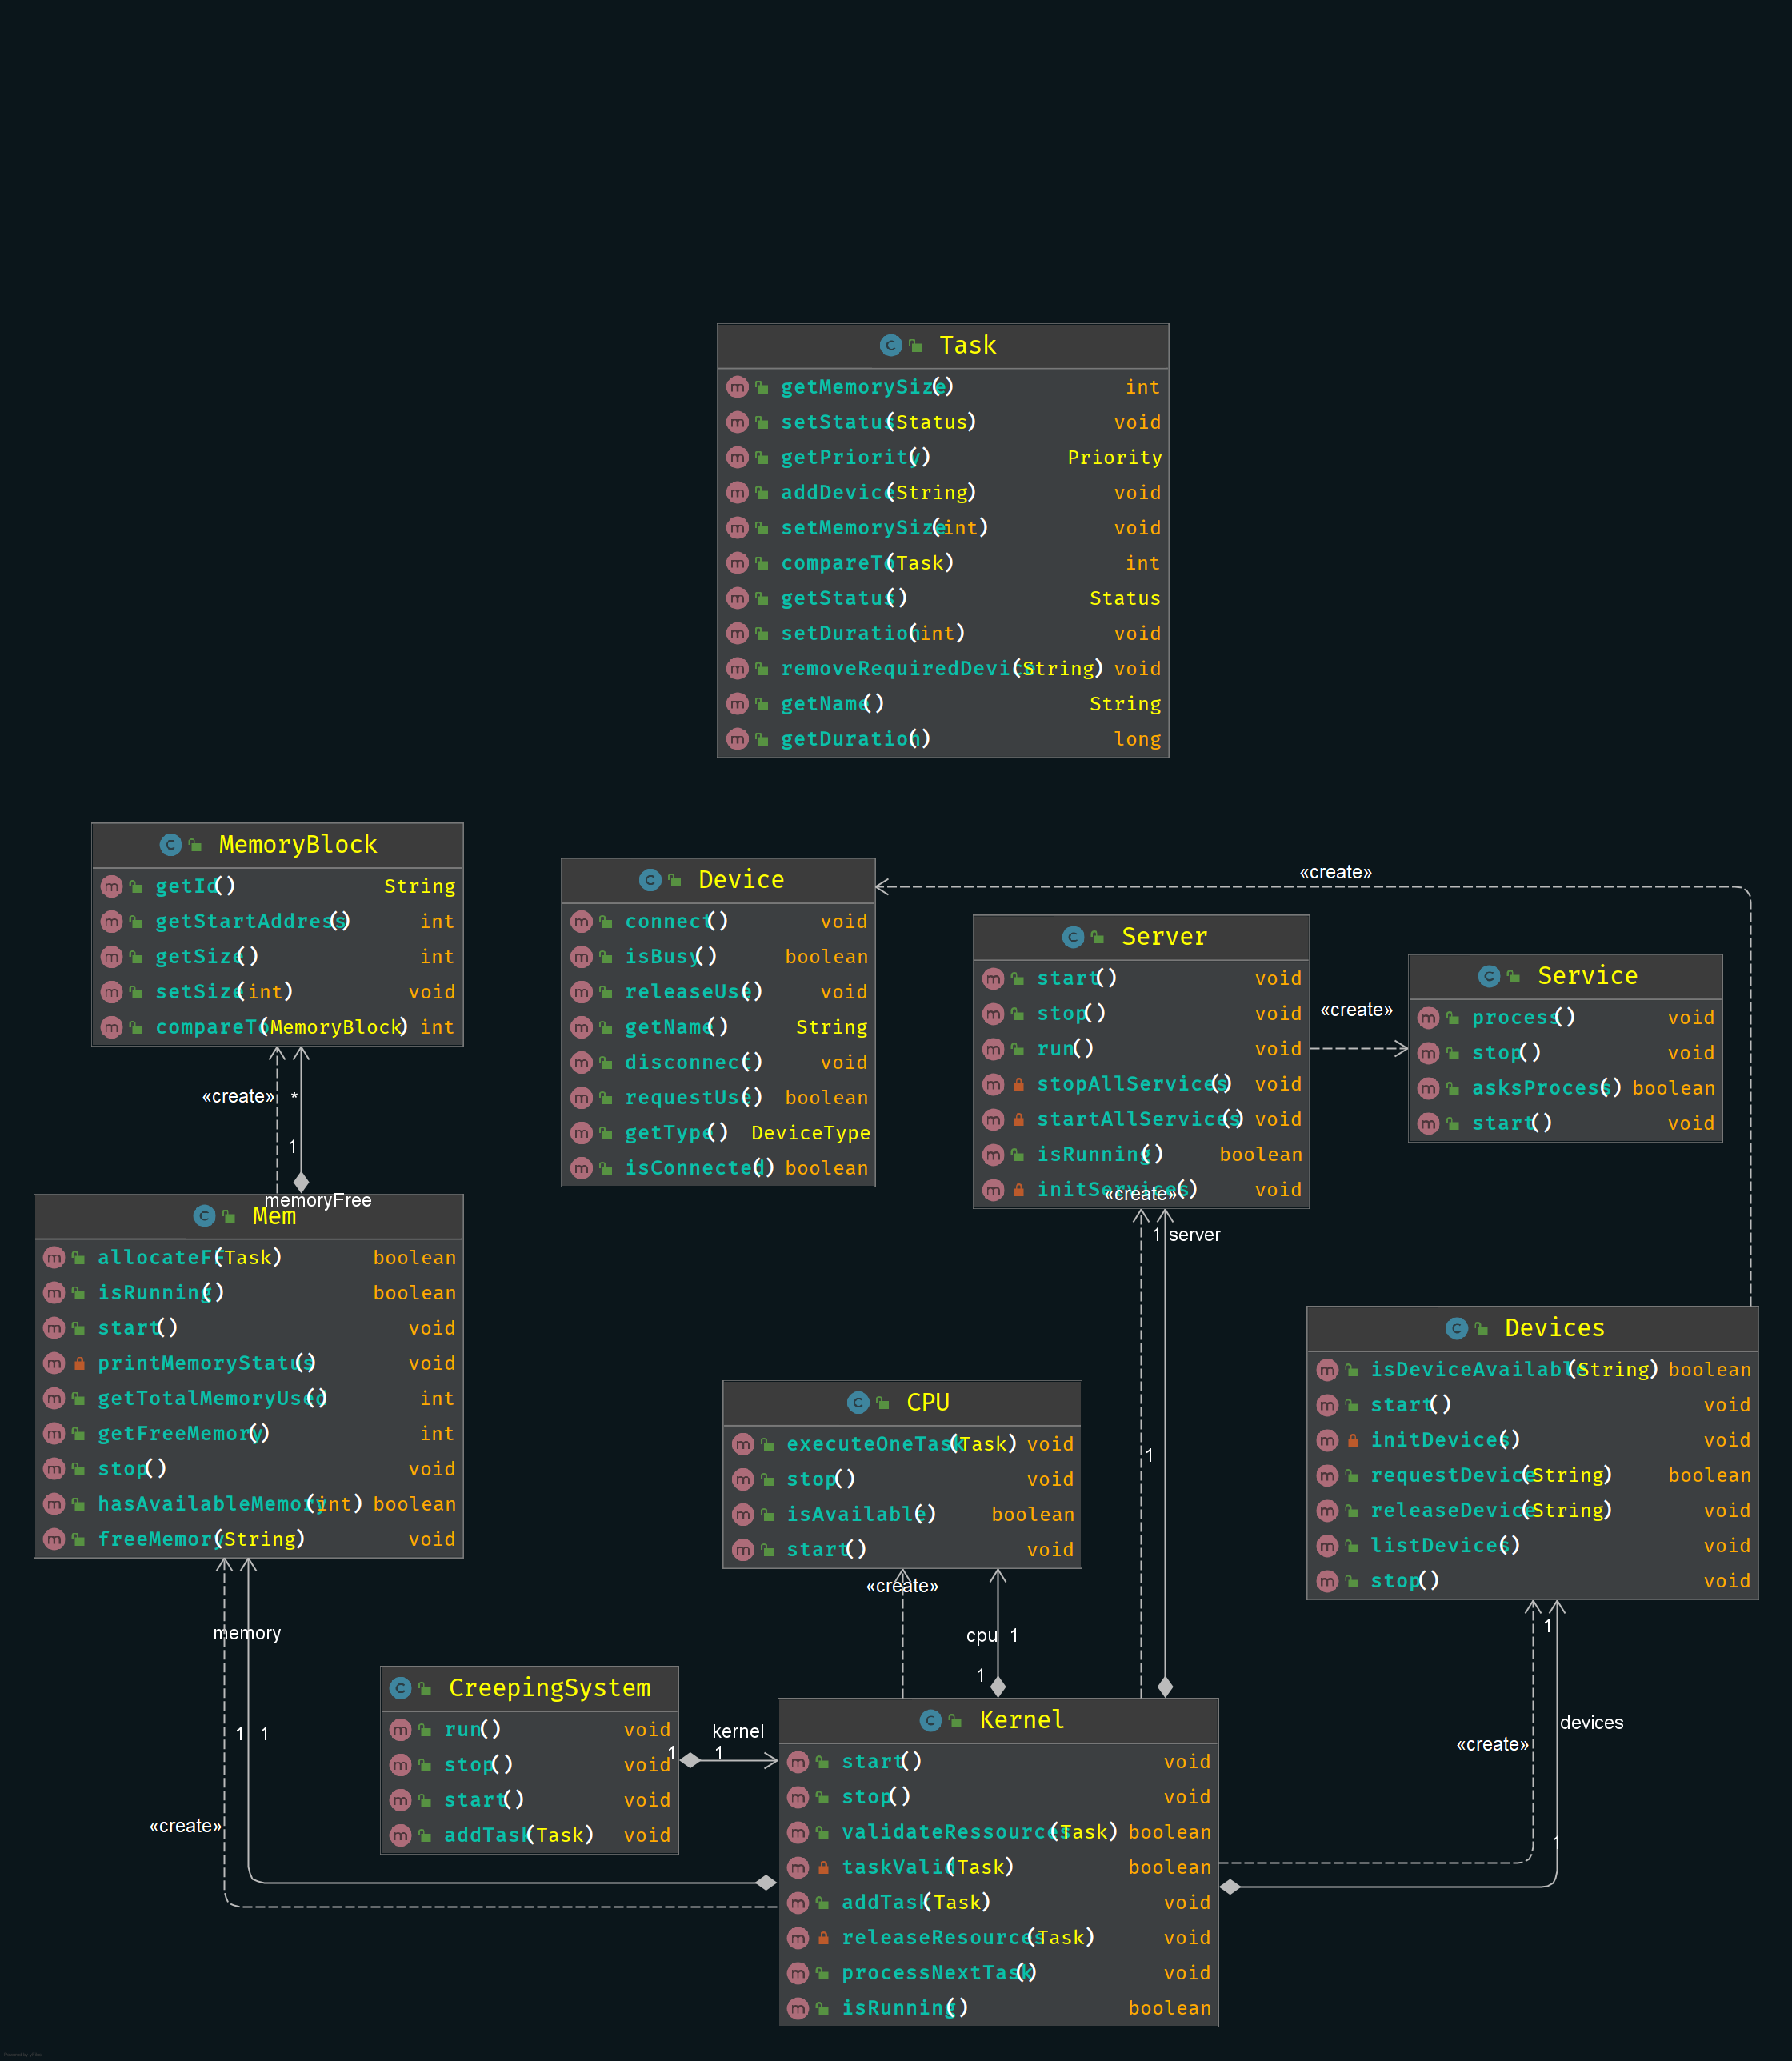 Task
getMemorySize() int
setStatus(Status) void
getPriority() Priority
addDevice(String) void
setMemorySize(int) void
compareTo(Task) int
getStatus() Status
setDuration(int) void
removeRequiredDevice(String) void
getName() String
getDuration() long
MemoryBlock
getId() String
getStartAddress() int
getSize() int
setSize(int) void
compareTo(MemoryBlock) int
Device
connect() void
isBusy() boolean
releaseUse() void
getName() String
disconnect() void
requestUse() boolean
getType() DeviceType
isConnected() boolean
«create»
Server
start() void
stop() void
run() void
stopAllServices() void
startAllServices() void
isRunning() boolean
initServices() void
«create»
Service
process() void
stop() void
asksProcess() boolean
start() void
«create»
*
1
memoryFree
Mem
allocateFF(Task) boolean
isRunning() boolean
start() void
printMemoryStatus() void
getTotalMemoryUsed() int
getFreeMemory() int
stop() void
hasAvailableMemory(int) boolean
freeMemory(String) void
«create»
1 server
1
CPU
executeOneTask(Task) void
stop() void
isAvailable() boolean
start() void
Devices
isDeviceAvailable(String) boolean
start() void
initDevices() void
requestDevice(String) boolean
releaseDevice(String) void
listDevices() void
stop() void
«create»
cpu 1
1
memory
1 1
«create»
CreepingSystem
run() void
stop() void
start() void
addTask(Task) void
kernel
1 1
Kernel
start() void
stop() void
validateRessources(Task) boolean
taskValid(Task) boolean
addTask(Task) void
releaseResources(Task) void
processNextTask() void
isRunning() boolean
1
devices
«create»
1
Powered by yFiles